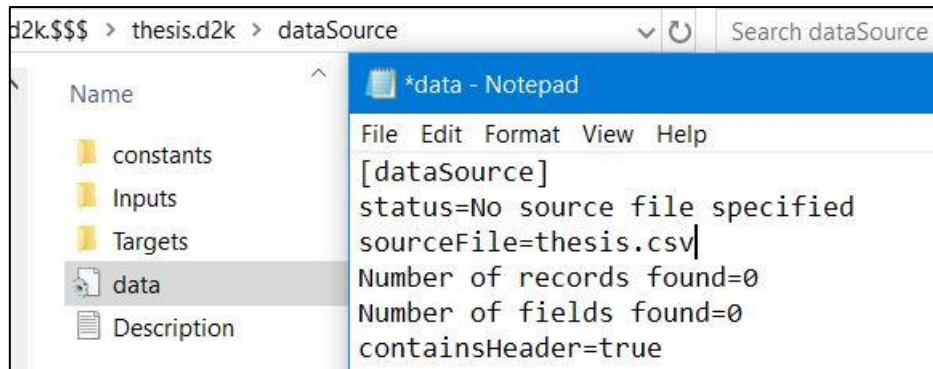 d2k.$$$ > thesis.d2k > dataSource
Search dataSource
Name
constants
Inputs
Targets
data
Description
*data - Notepad
File Edit Format View Help
[dataSource]
status=No source file specified
sourceFile=thesis.csv
Number of records found=0
Number of fields found=0
containsHeader=true